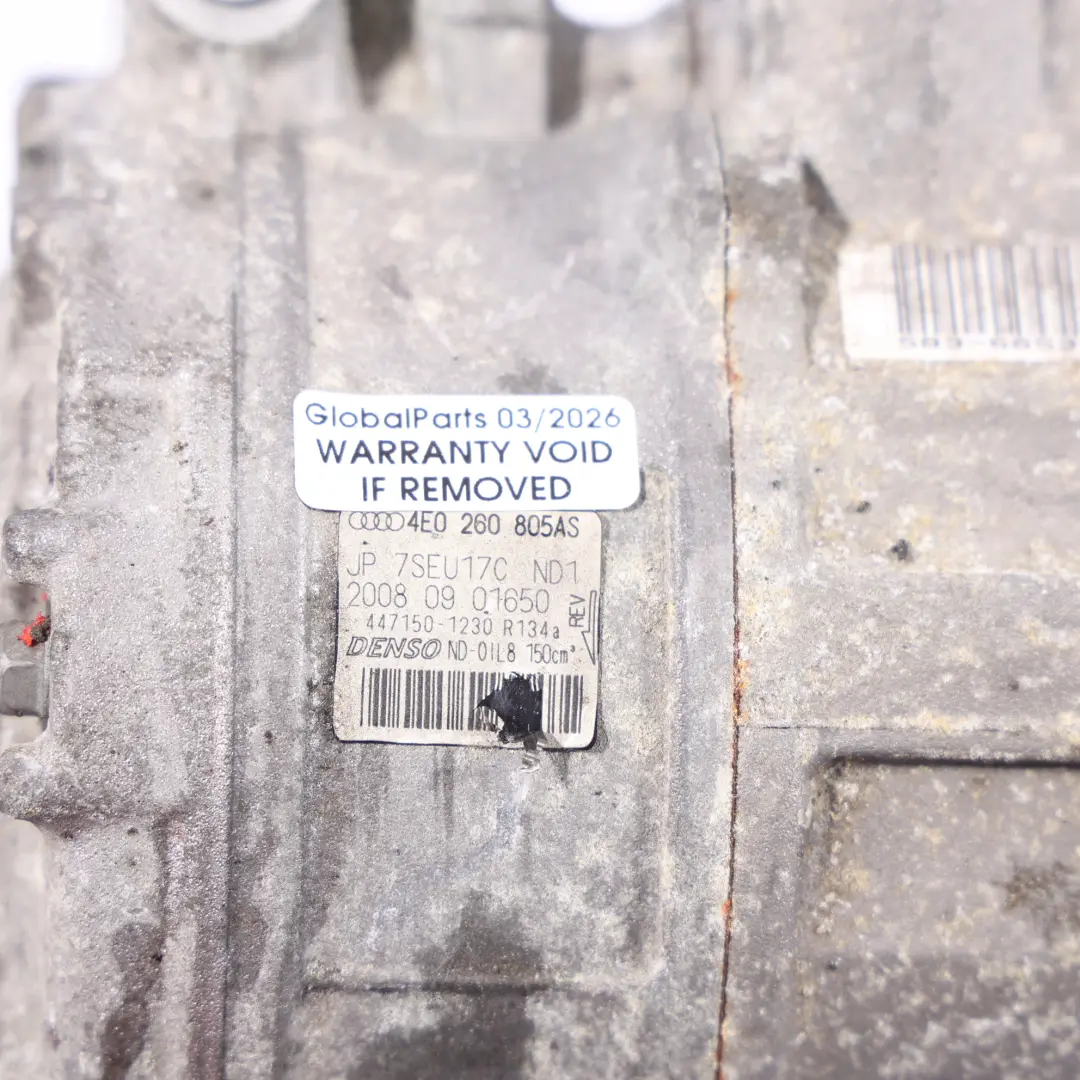 GlobalParts 03/2026
WARRANTY VOID
IF REMOVED
4E0 260 805AS
JP 7SEU17C ND1
2008 09 01650
447150-1230 R134a
REV
DENSO ND-OIL8 150cm³